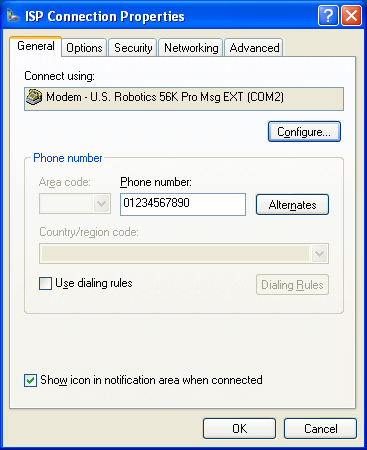 ISP Connection Properties
General Options Security Networking Advanced
Connect using:
Modem - U.S. Robotics 56K Pro Msg EXT (COM2)
Configure...
Phone number
Area code: Phone number:
01234567890 Alternates
Country/region code:
Use dialing rules Dialing Rules
Show icon in notification area when connected
OK Cancel